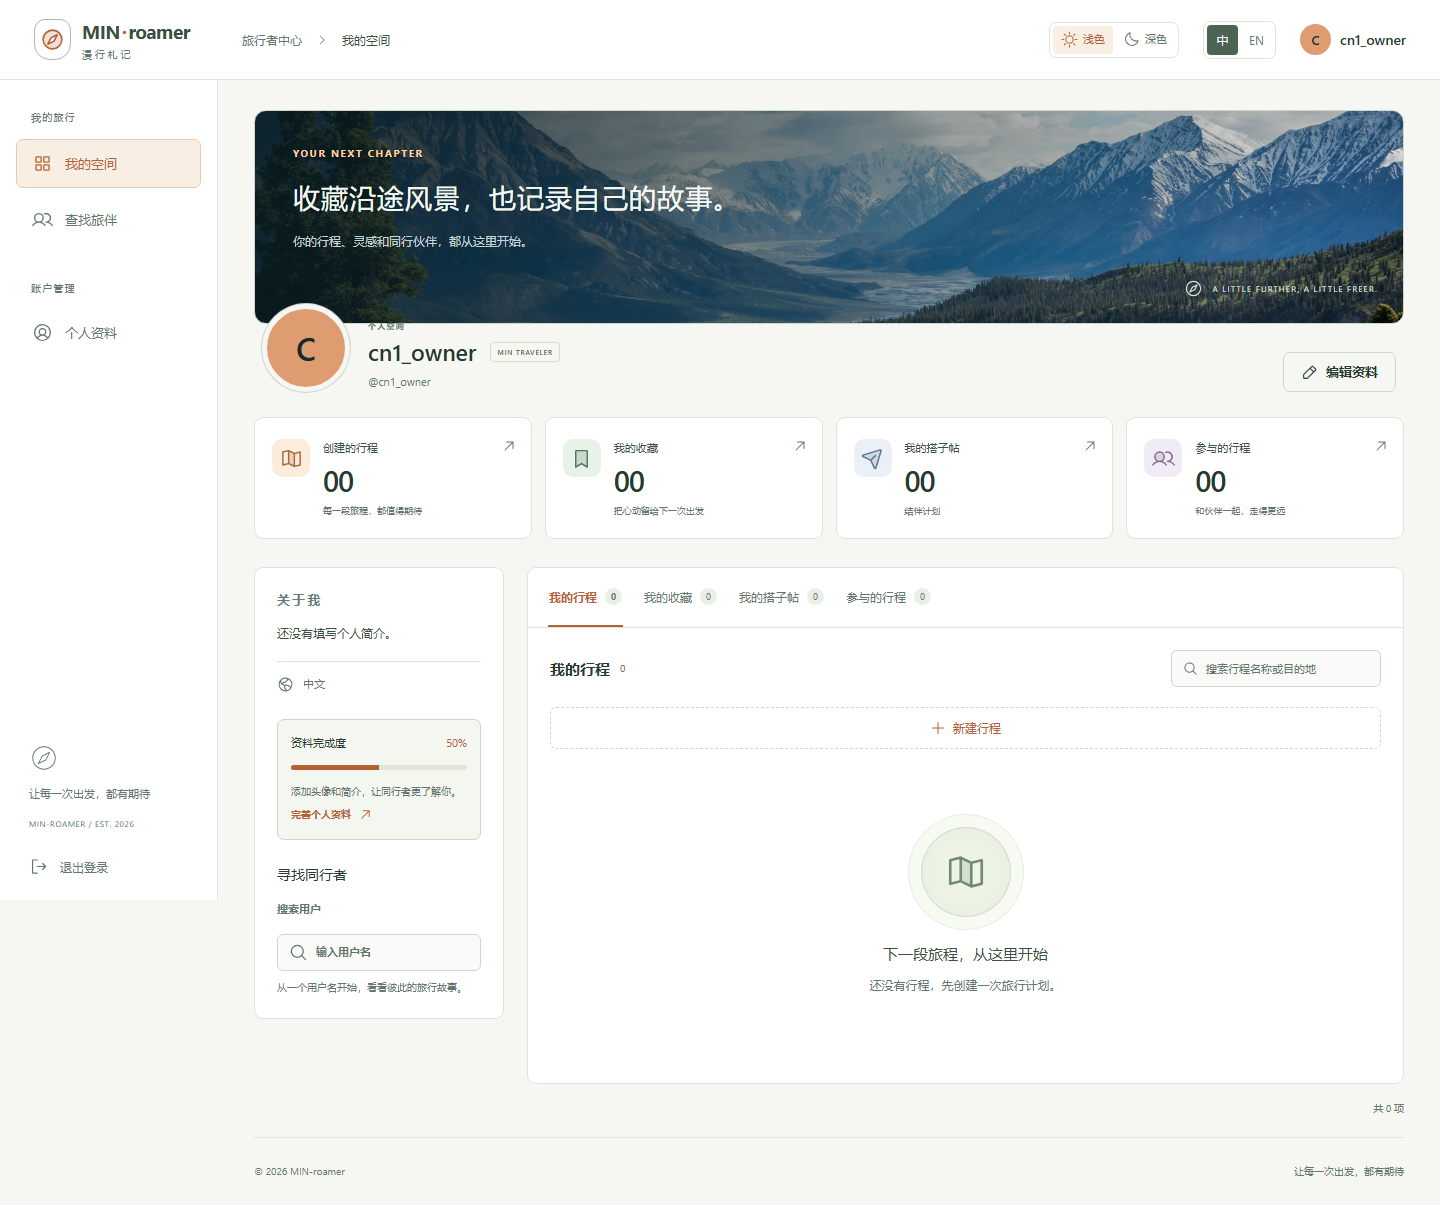 MIN·roamer
漫行札记
旅行者中心 > 我的空间
浅色 深色
中 EN
C cn1_owner
我的旅行
我的空间
查找旅伴
账户管理
个人资料
让每一次出发，都有期待
MIN-ROAMER / EST. 2026
退出登录
YOUR NEXT CHAPTER
收藏沿途风景，也记录自己的故事。
你的行程、灵感和同行伙伴，都从这里开始。
A LITTLE FURTHER, A LITTLE FREER.
C
个人空间
cn1_owner MIN TRAVELER
@cn1_owner
编辑资料
创建的行程
00
每一段旅程，都值得期待
我的收藏
00
把心动留给下一次出发
我的搭子帖
00
结伴计划
参与的行程
00
和伙伴一起，走得更远
关于我
还没有填写个人简介。
中文
资料完成度 50%
添加头像和简介，让同行者更了解你。
完善个人资料
寻找同行者
搜索用户
输入用户名
从一个用户名开始，看看彼此的旅行故事。
我的行程 0 我的收藏 0 我的搭子帖 0 参与的行程 0
我的行程 0
搜索行程名称或目的地
新建行程
下一段旅程，从这里开始
还没有行程，先创建一次旅行计划。
共 0 项
© 2026 MIN-roamer
让每一次出发，都有期待